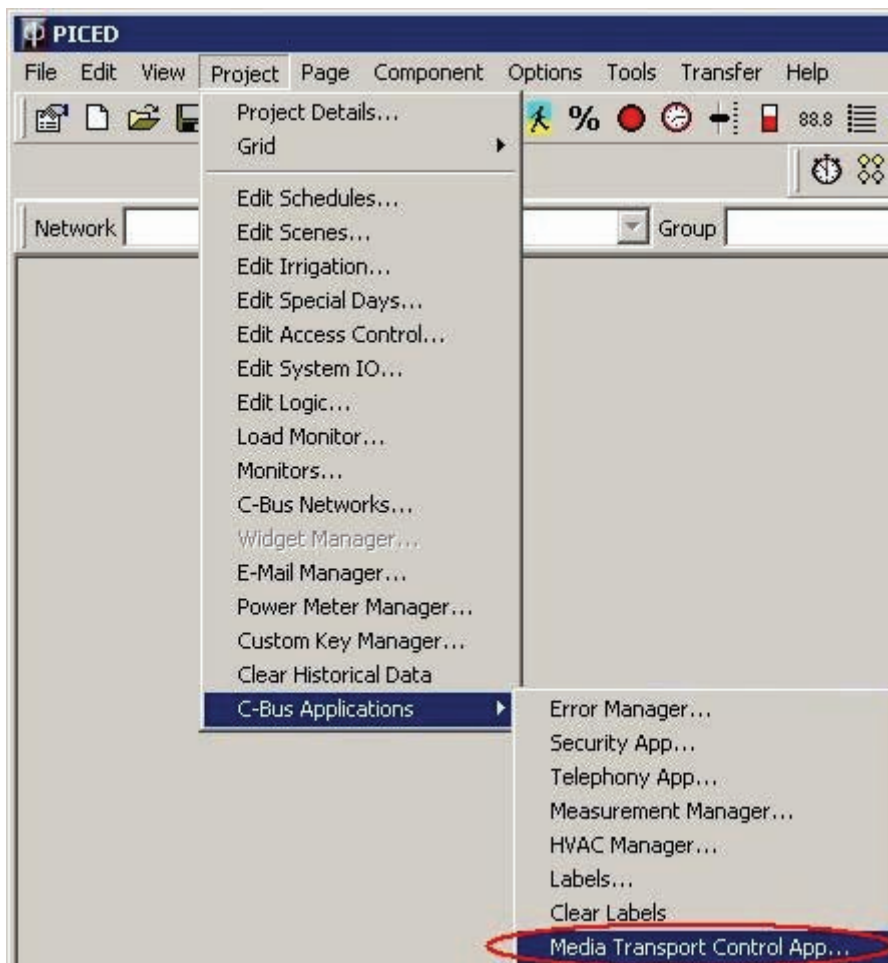 PICED
File Edit View Project Page Component Options Tools Transfer Help
Project Details...
% 88.8
Grid
Edit Schedules...
Network Edit Scenes... Group
Edit Irrigation...
Edit Special Days...
Edit Access Control...
Edit System IO...
Edit Logic...
Load Monitor...
Monitors...
C-Bus Networks...
Widget Manager...
E-Mail Manager...
Power Meter Manager...
Custom Key Manager...
Clear Historical Data
C-Bus Applications
Error Manager...
Security App...
Telephony App...
Measurement Manager...
HVAC Manager...
Labels...
Clear Labels
Media Transport Control App...